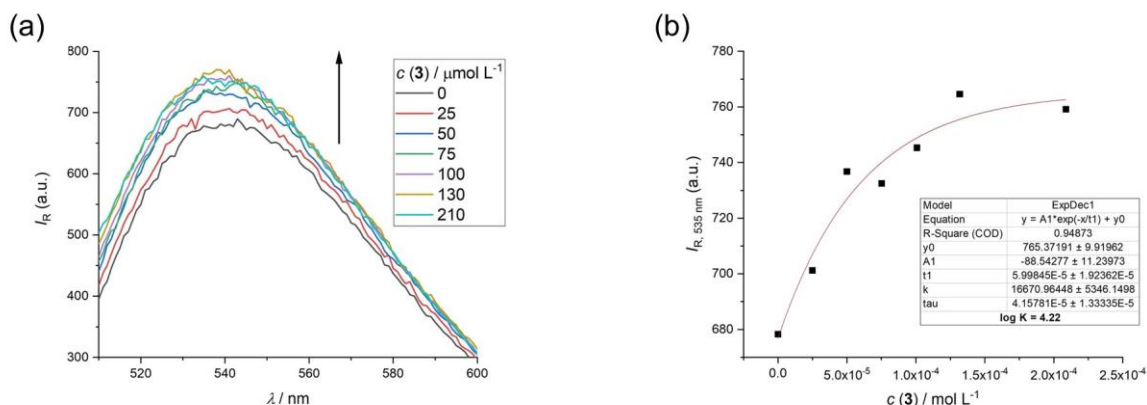 (a)
800
700
600
500
400
300
I_R (a.u.)
520
540
560
580
600
λ / nm
c (3) / μmol L⁻¹
0
25
50
75
100
130
210
(b)
760
740
720
700
680
I_R, 535 nm (a.u.)
0.0
5.0x10⁻⁵
1.0x10⁻⁴
1.5x10⁻⁴
2.0x10⁻⁴
2.5x10⁻⁴
c (3) / mol L⁻¹
Model ExpDec1
Equation y = A1*exp(-x/t1) + y0
R-Square (COD) 0.94873
y0 765.37191 ± 9.91962
A1 -88.54277 ± 11.23973
t1 5.99845E-5 ± 1.92362E-5
k 16670.96448 ± 5346.1498
tau 4.15781E-5 ± 1.33335E-5
log K = 4.22